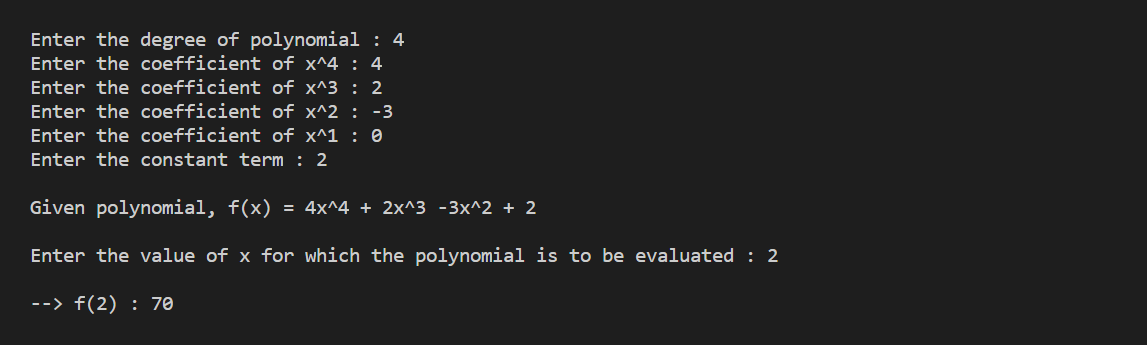 Enter the degree of polynomial : 4
Enter the coefficient of x^4 : 4
Enter the coefficient of x^3 : 2
Enter the coefficient of x^2 : -3
Enter the coefficient of x^1 : 0
Enter the constant term : 2
Given polynomial, f(x) = 4x^4 + 2x^3 -3x^2 + 2
Enter the value of x for which the polynomial is to be evaluated : 2
--> f(2) : 70